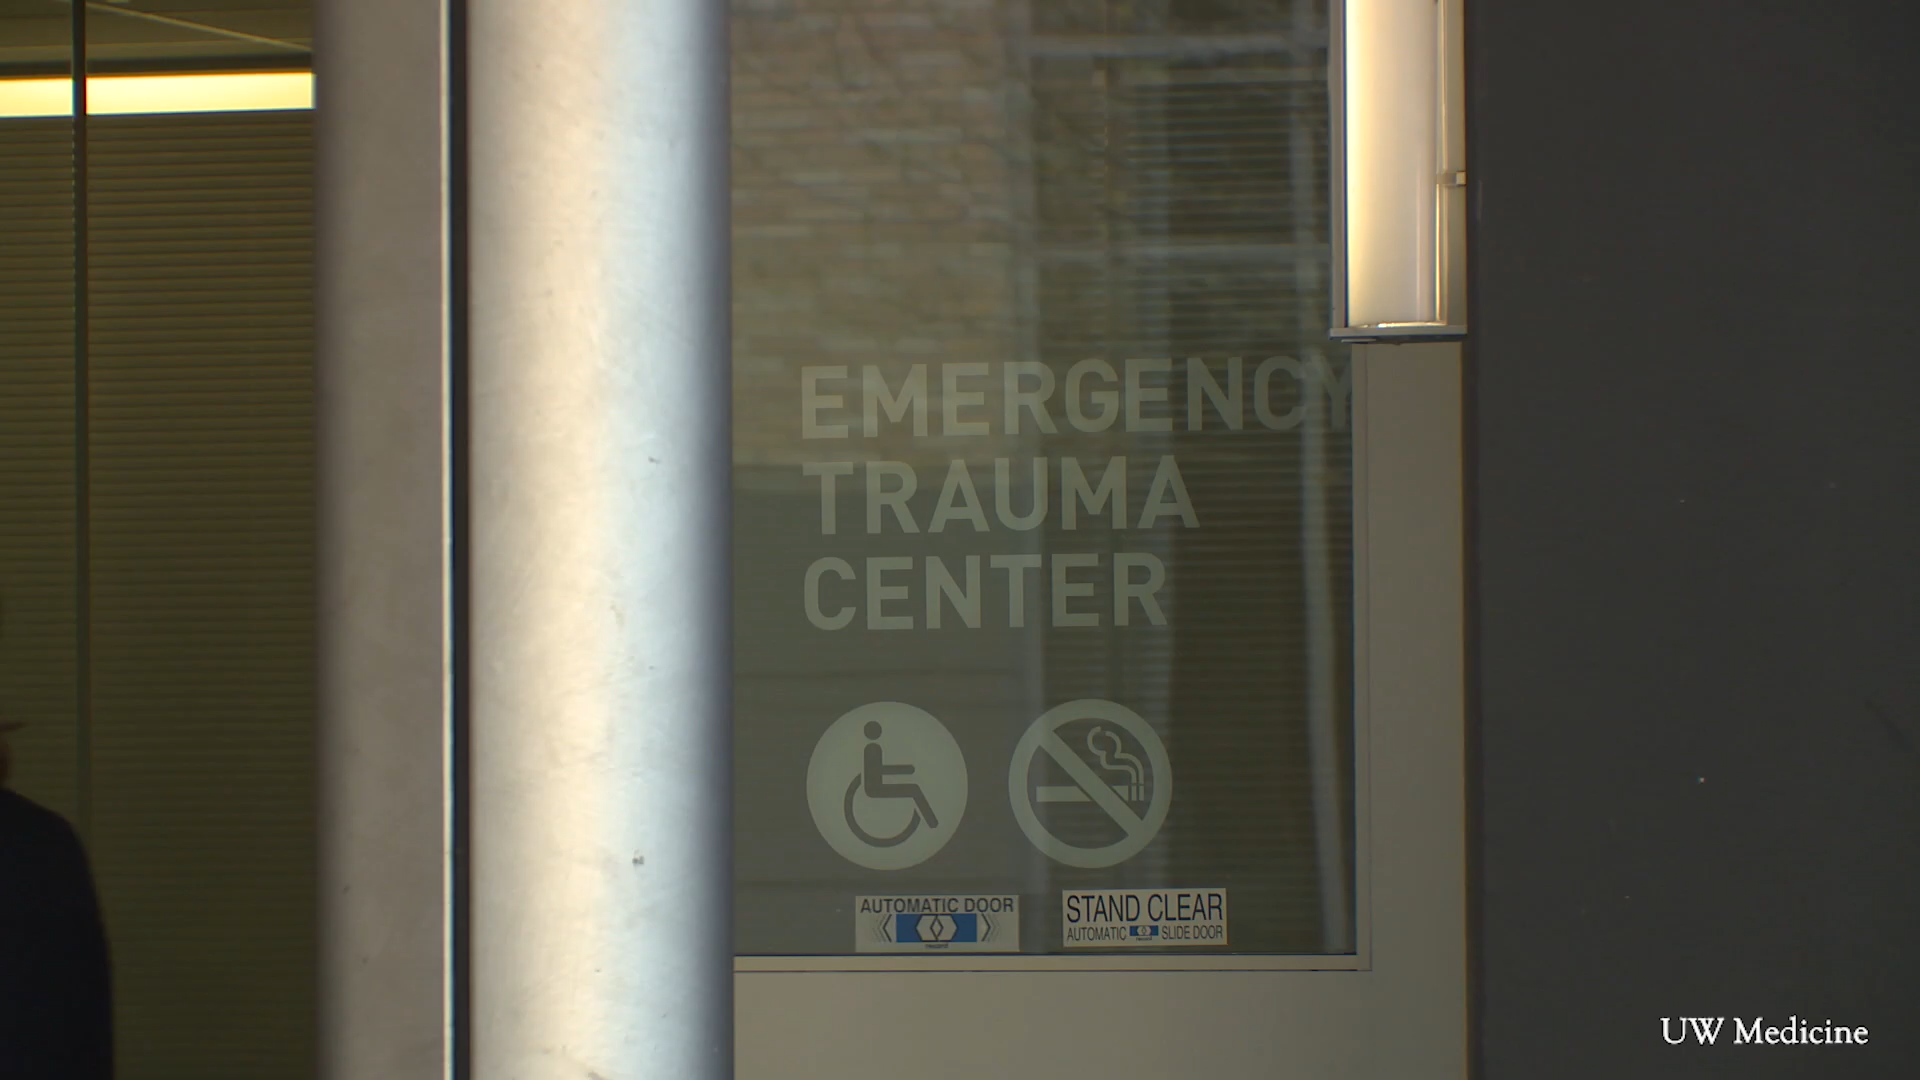 EMERGENCY
TRAUMA
CENTER
AUTOMATIC DOOR
STAND CLEAR
AUTOMATIC SLIDE DOOR
UW Medicine